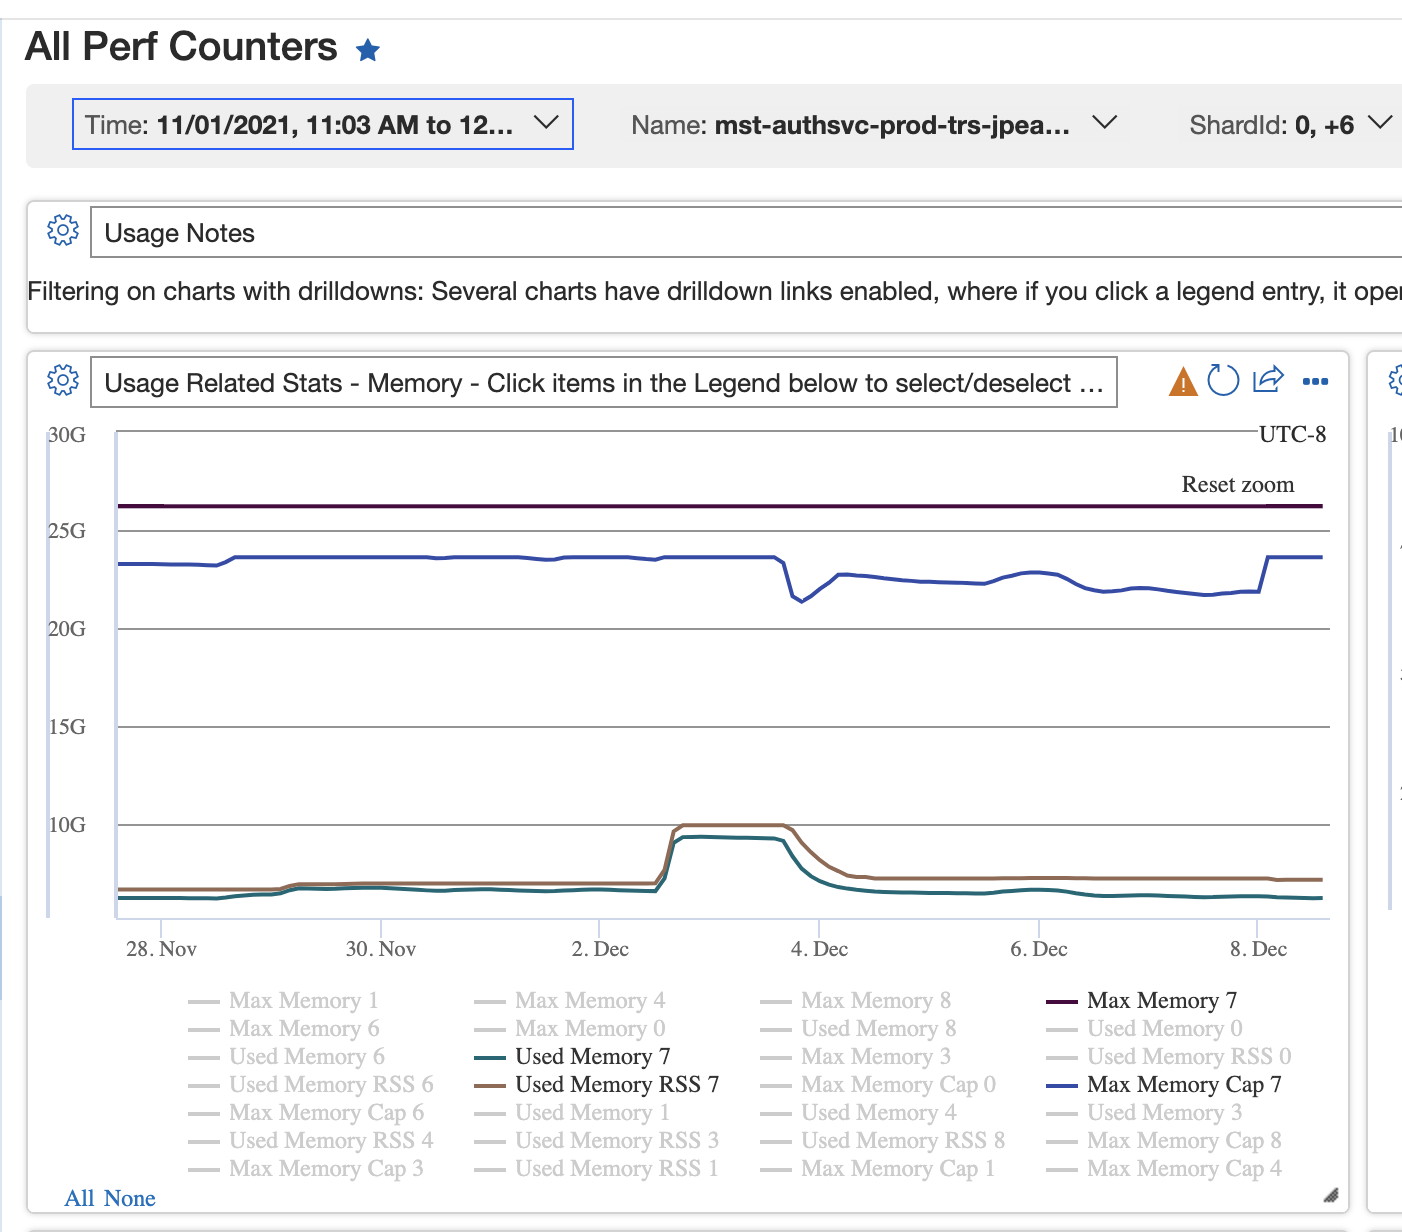 All Perf Counters
Time: 11/01/2021, 11:03 AM to 12... Name: mst-authsvc-prod-trs-jpea... ShardId: 0, +6
Usage Notes
Filtering on charts with drilldowns: Several charts have drilldown links enabled, where if you click a legend entry, it ope
Usage Related Stats - Memory - Click items in the Legend below to select/deselect ...
30G
UTC-8
Reset zoom
25G
20G
15G
10G
28. Nov 30. Nov 2. Dec 4. Dec 6. Dec 8. Dec
Max Memory 1 Max Memory 4 Max Memory 8 Max Memory 7
Max Memory 6 Max Memory 0 Used Memory 8 Used Memory 0
Used Memory 6 Used Memory 7 Max Memory 3 Used Memory RSS 0
Used Memory RSS 6 Used Memory RSS 7 Max Memory Cap 0 Max Memory Cap 7
Max Memory Cap 6 Used Memory 1 Used Memory 4 Used Memory 3
Used Memory RSS 4 Used Memory RSS 3 Used Memory RSS 8 Max Memory Cap 8
Max Memory Cap 3 Used Memory RSS 1 Max Memory Cap 1 Max Memory Cap 4
All None